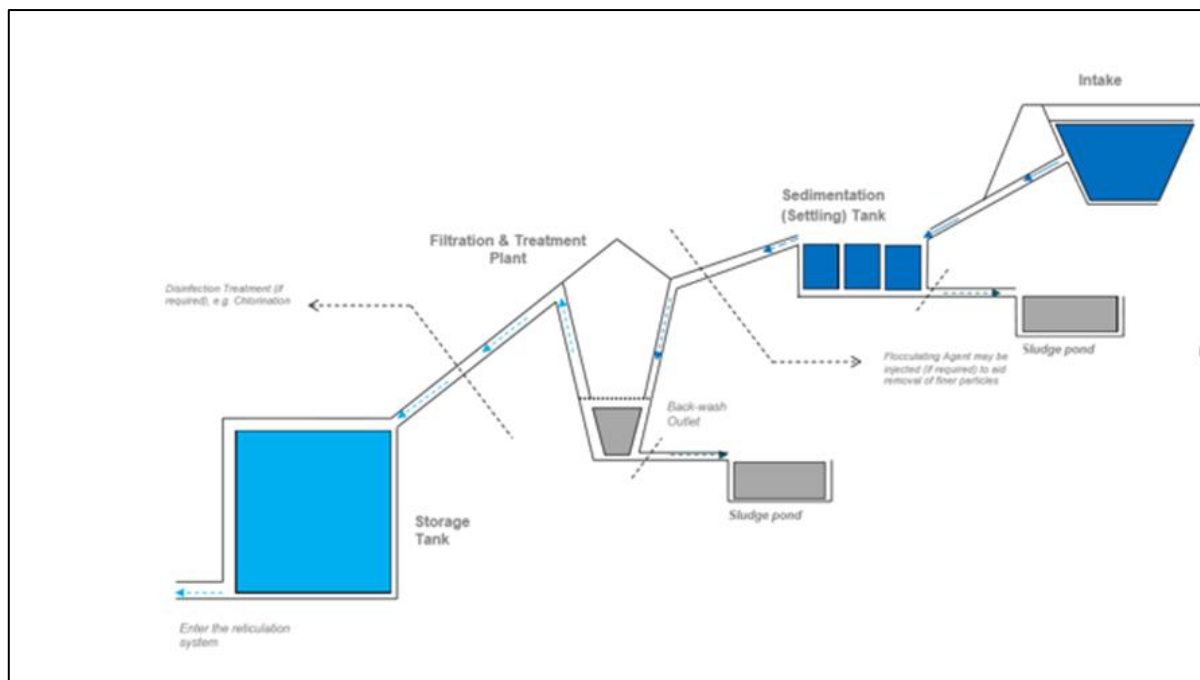 Intake
Sedimentation
(Settling) Tank
Filtration & Treatment
Plant
Disinfection Treatment (if
required), e.g. Chlorination
Sludge pond
Flocculating Agent may be
injected (if required) to aid
removal of finer particles
Back-wash
Outlet
Sludge pond
Storage
Tank
Enter the reticulation
system